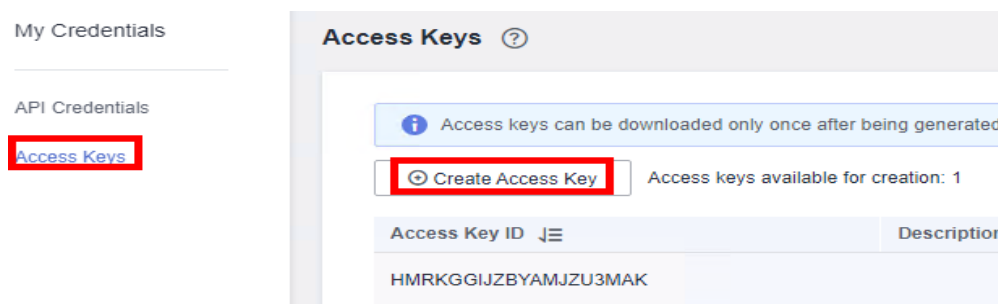 My Credentials
API Credentials
Access Keys
Access Keys ?
i Access keys can be downloaded only once after being generated
Create Access Key Access keys available for creation: 1
Access Key ID Description
HMRKGGIJZBYAMJZU3MAK